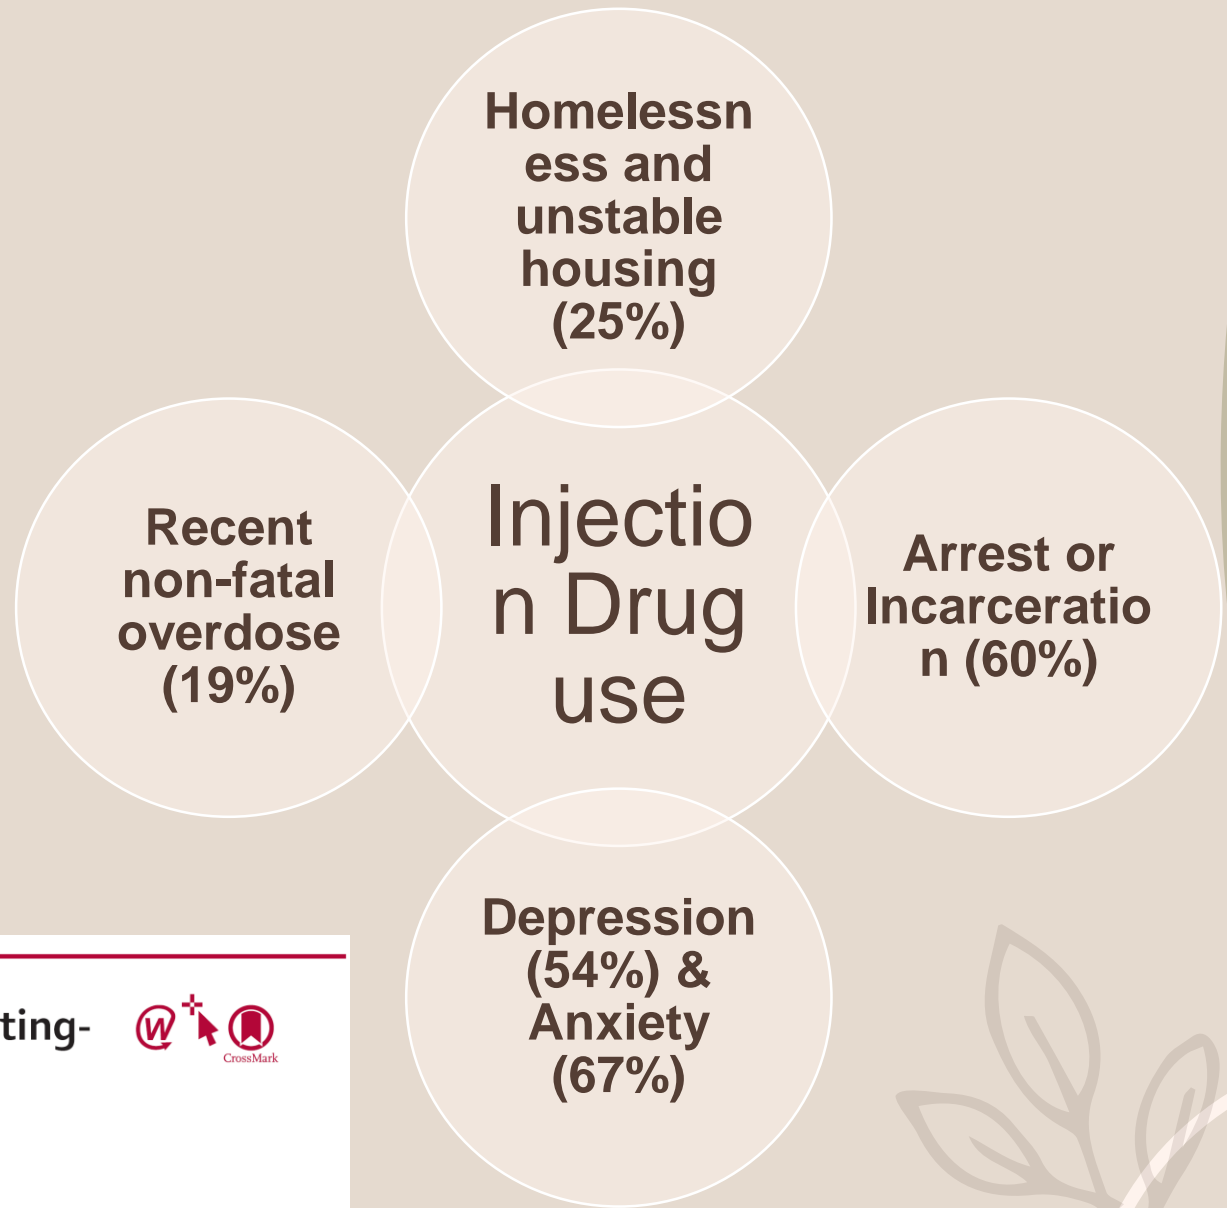 Homelessn
ess and
unstable
housing
(25%)
Recent
non-fatal
overdose
(19%)
Injectio
n Drug
use
Arrest or
Incarceratio
n (60%)
Depression
(54%) &
Anxiety
(67%)
ting-
W
CrossMark